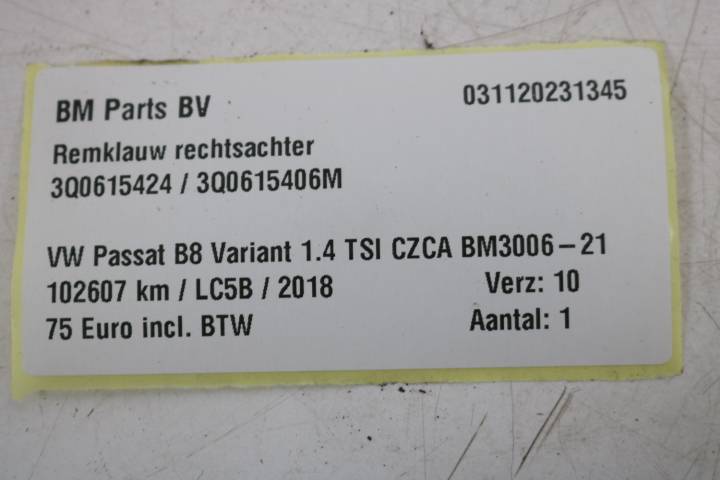 BM Parts BV 031120231345
Remklauw rechtsachter
3Q0615424 / 3Q0615406M
VW Passat B8 Variant 1.4 TSI CZCA BM3006-21
102607 km / LC5B / 2018 Verz: 10
75 Euro incl. BTW Aantal: 1